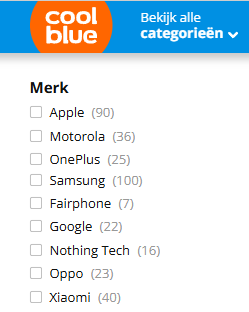 cool
blue
Bekijk alle
categorieën
Merk
Apple (90)
Motorola (36)
OnePlus (25)
Samsung (100)
Fairphone (7)
Google (22)
Nothing Tech (16)
Oppo (23)
Xiaomi (40)